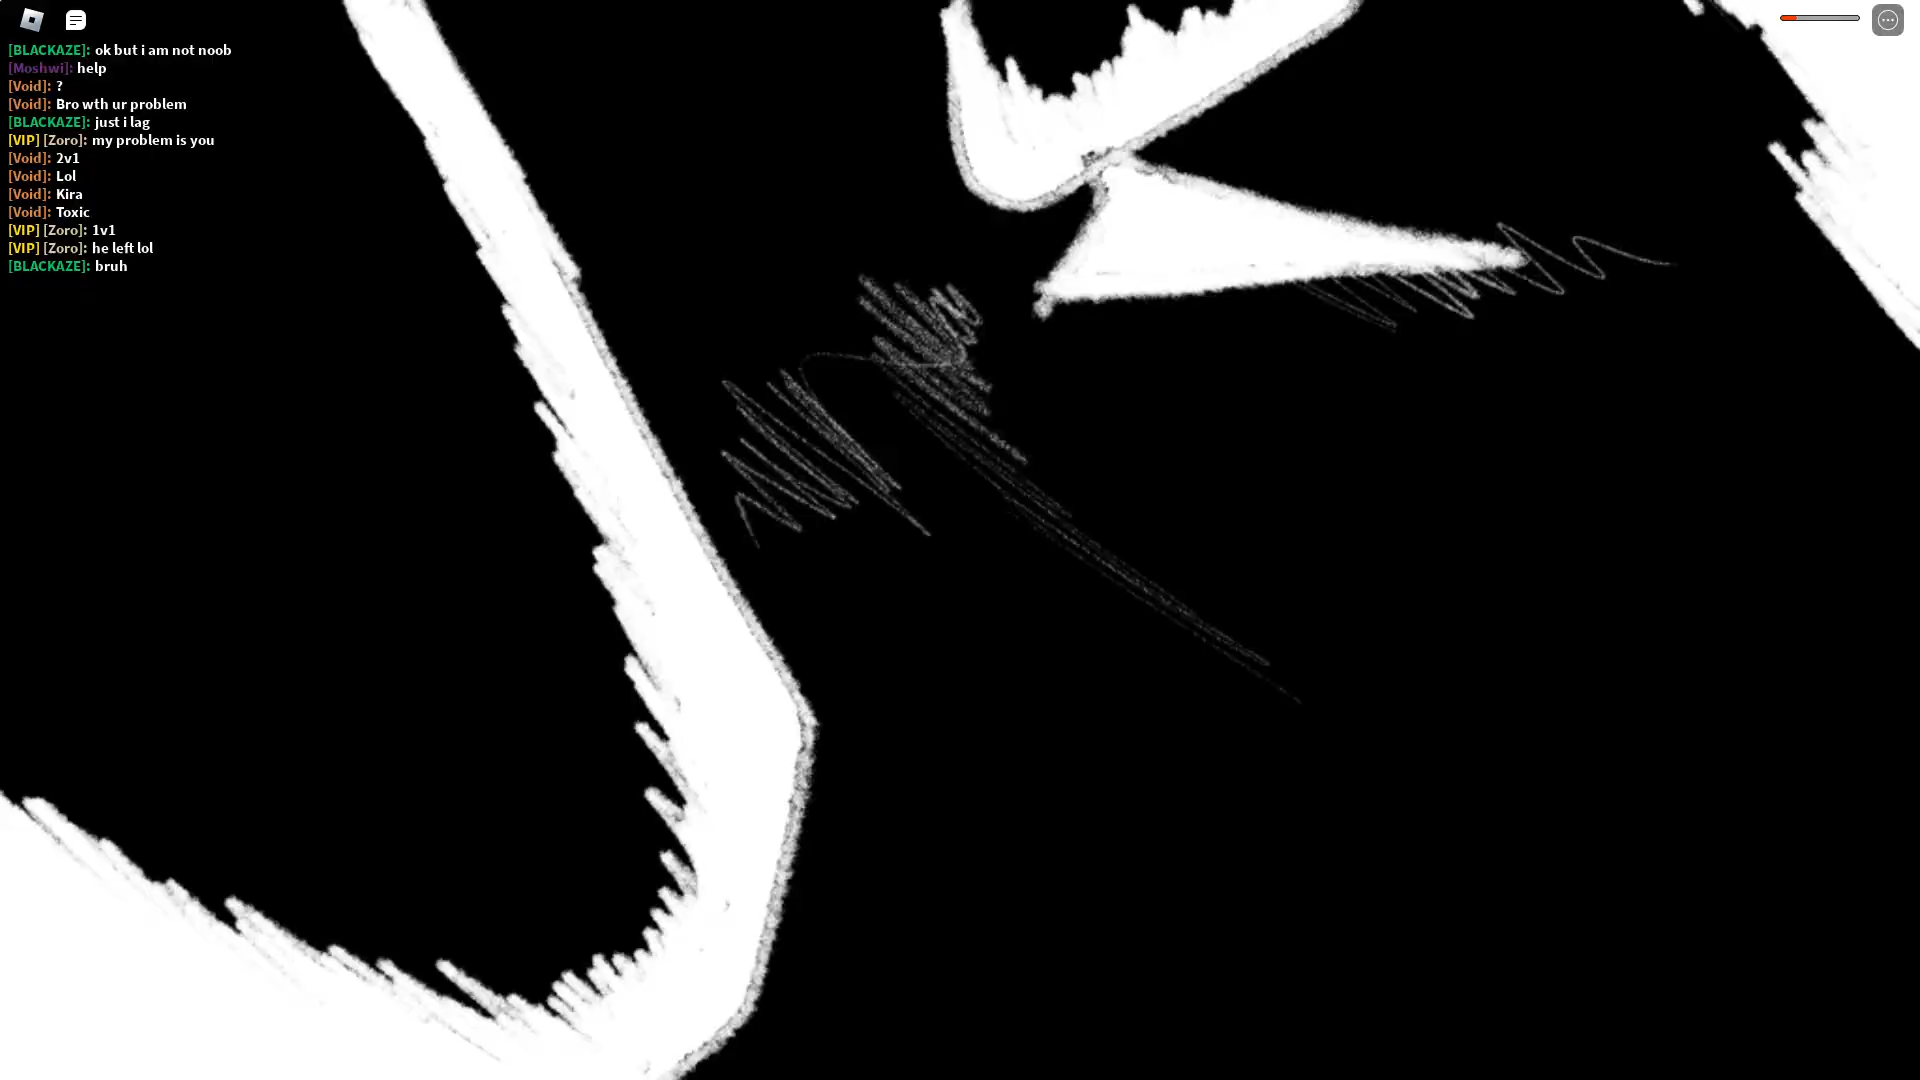 [BLACKAZE]: ok but i am not noob
[Moshwi]: help
[Void]: ?
[Void]: Bro wth ur problem
[BLACKAZE]: just i lag
[VIP] [Zoro]: my problem is you
[Void]: 2v1
[Void]: Lol
[Void]: Kira
[Void]: Toxic
[VIP] [Zoro]: 1v1
[VIP] [Zoro]: he left lol
[BLACKAZE]: bruh